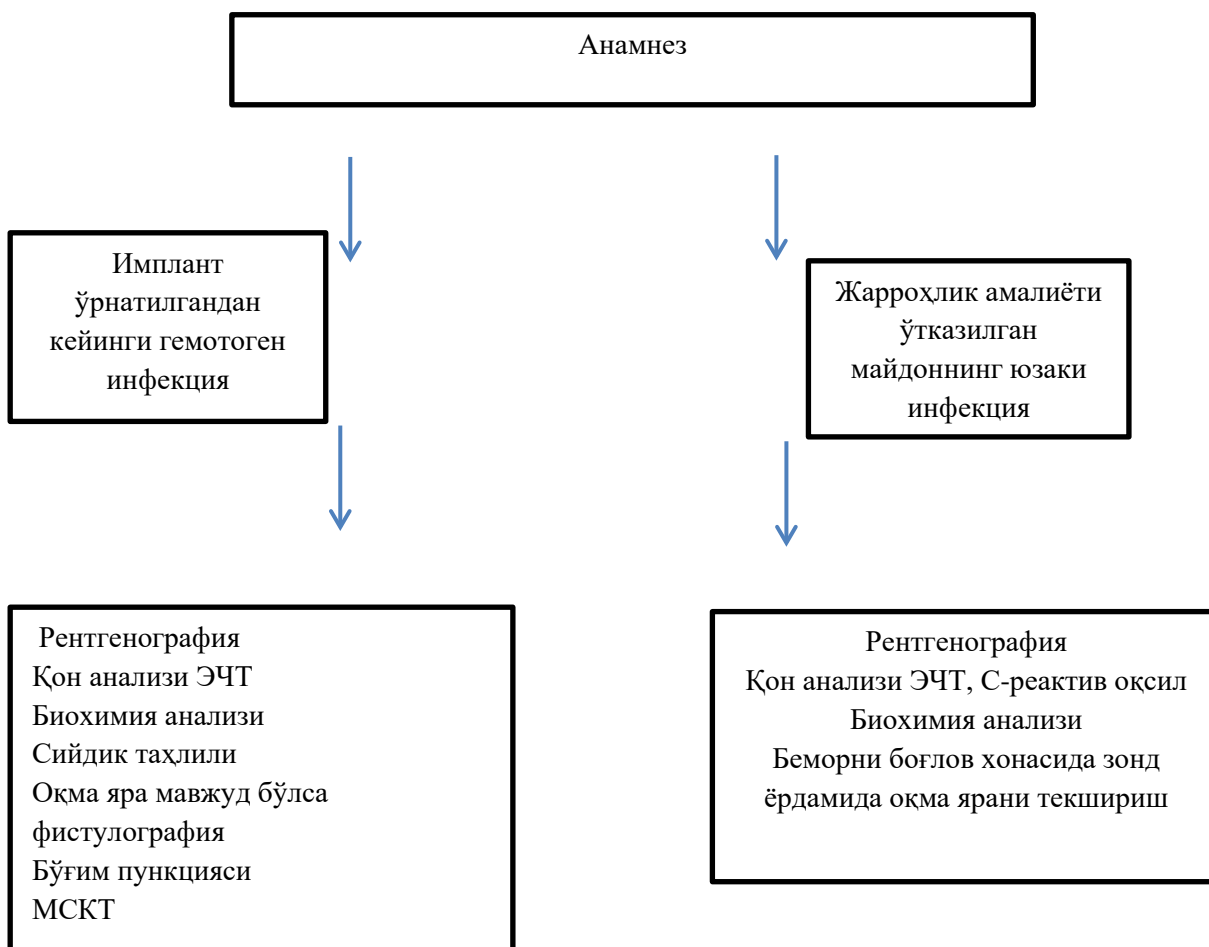 Анамнез
Имплант
ўрнатилгандан
кейинги гемотоген
инфекция
Жарроҳлик амалиёти
ўтказилган
майдоннинг юзаки
инфекция
Рентгенография
Қон анализи ЭЧТ
Биохимия анализи
Сийдик таҳлили
Оқма яра мавжуд бўлса
фистулография
Бўғим пункцияси
МСКТ
Рентгенография
Қон анализи ЭЧТ, С-реактив оқсил
Биохимия анализи
Беморни боғлов хонасида зонд
ёрдамида оқма ярани текшириш